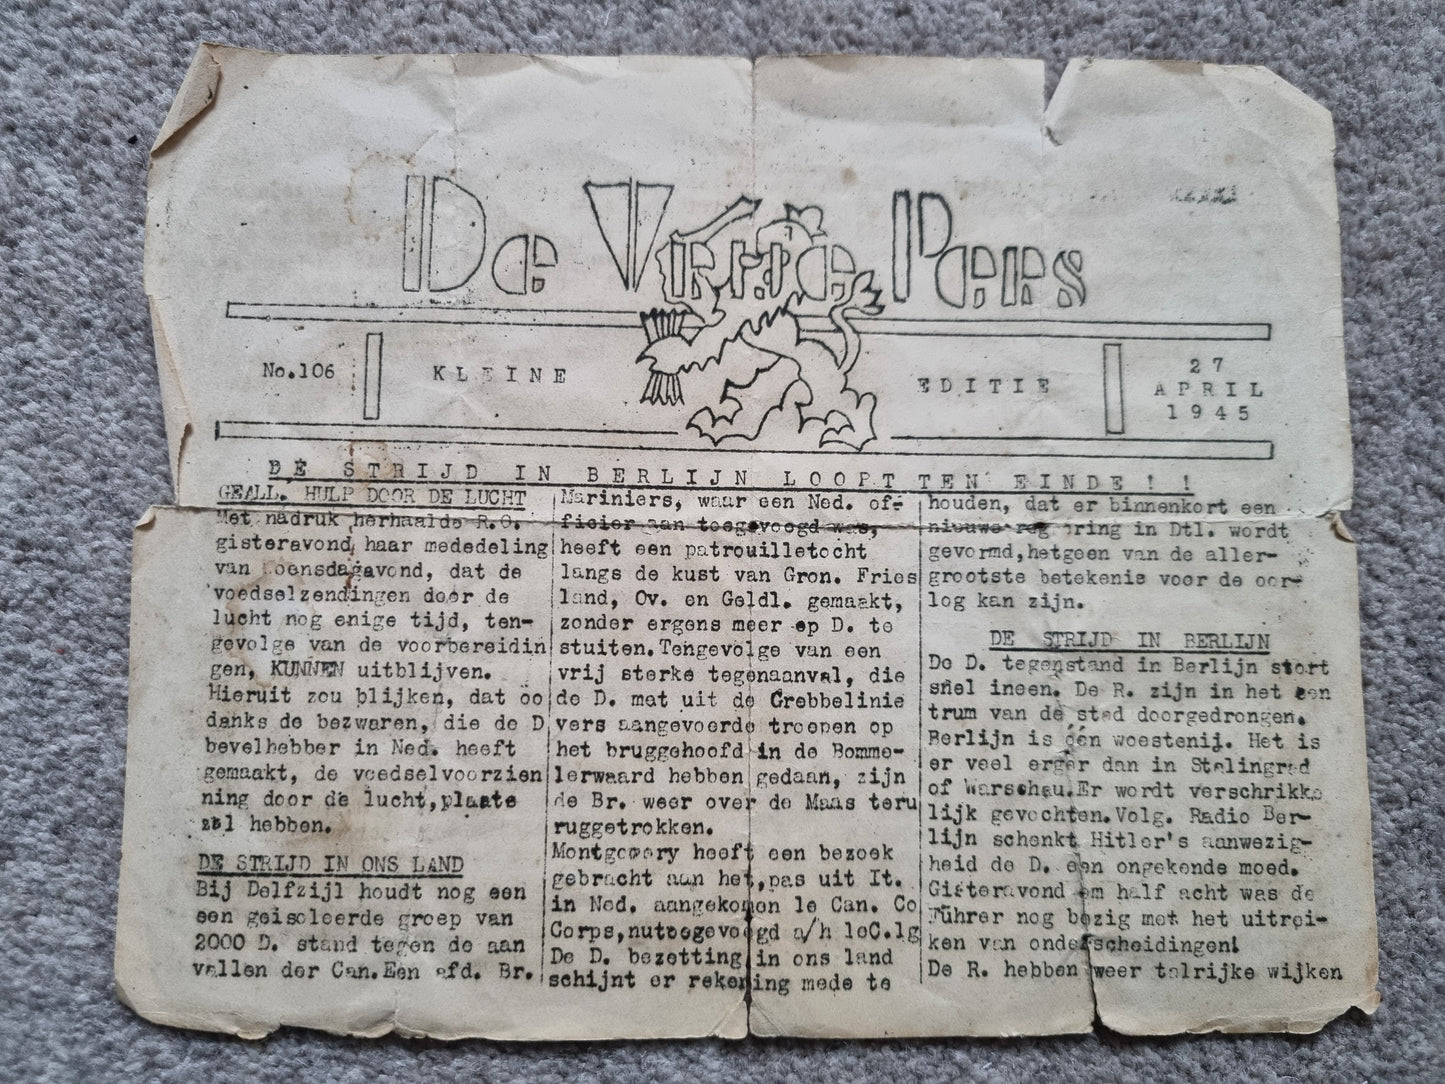 De Vrije Pers
No.106
KLEINE EDITIE
27
APRIL
1945
DE STRIJD IN BERLIJN LOOPT TEN EINDE!!
GEALL. HULP DOOR DE LUCHT
Met nadruk herhaalde R.O.
gisteravond haar mededeling
van woensdagavond, dat de
voedselzendingen door de
lucht nog enige tijd, ten-
gevolge van de voorbereidin
gen, KUNNEN uitblijven.
Hieruit zou blijken, dat on
danks de bezwaren, die de D
bevelhebber in Ned. heeft
gemaakt, de voedselvoorzien
ning door de lucht, plaats
zal hebben.
DE STRIJD IN ONS LAND
Bij Delfzijl houdt nog een
een geisoleerde groep van
2000 D. stand tegen de aan
vallen der Can. Een afd. Br.
Mariniers, waar een Ned. of-
ficier aan toegevoegd was,
heeft een patrouilletocht
langs de kust van Gron. Fries
land, Ov. en Geldl. gemaakt,
zonder ergens meer op D. te
stuiten. Tengevolge van een
vrij sterke tegenaanval, die
de D. met uit de Grebbelinie
vers aangevoerde troepen op
het bruggehoofd in de Bomme-
lerwaard hebben gedaan, zijn
de Br. weer over de Maas teru
ruggetrokken.
Montgomery heeft een bezoek
gebracht aan het, pas uit It.
in Ned. aangekomen 1e Can. Co
Corps, nutoegevoegd a/h 1eC.lg
De D. bezetting in ons land
schijnt er rekening mede te
houden, dat er binnenkort een
nieuwe regering in Dtl. wordt
gevormd, hetgeen van de aller-
grootste betekenis voor de oor-
log kan zijn.
DE STRIJD IN BERLIJN
De D. tegenstand in Berlijn stort
snel ineen. De R. zijn in het cen
trum van de stad doorgedrongen.
Berlijn is één woestenij. Het is
er veel erger dan in Stalingrad
of Warschau. Er wordt verschrikke
lijk gevochten. Volg. Radio Ber-
lijn schenkt Hitler's aanwezig-
heid de D. een ongekende moed.
Gisteravond om half acht was de
Führer nog bezig met het uitrei-
ken van onderscheidingen!
De R. hebben weer talrijke wijken